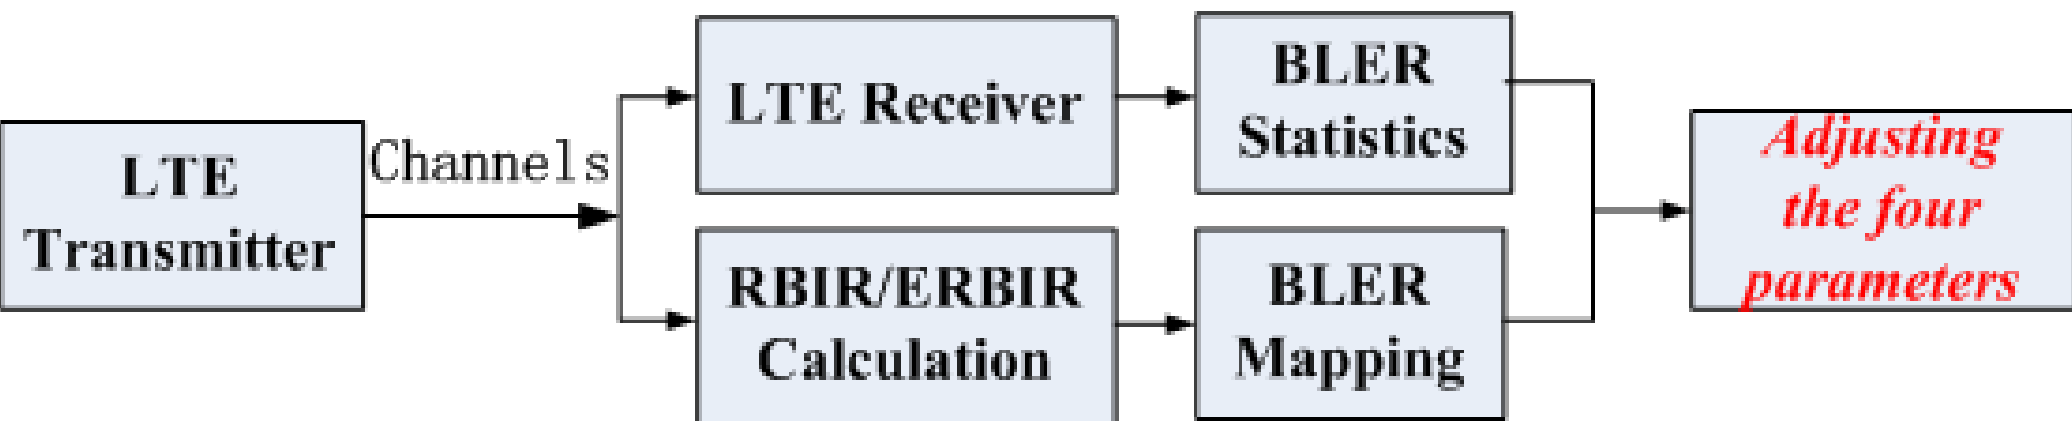 LTE
Transmitter
Channels
LTE Receiver
BLER
Statistics
RBIR/ERBIR
Calculation
BLER
Mapping
Adjusting
the four
parameters